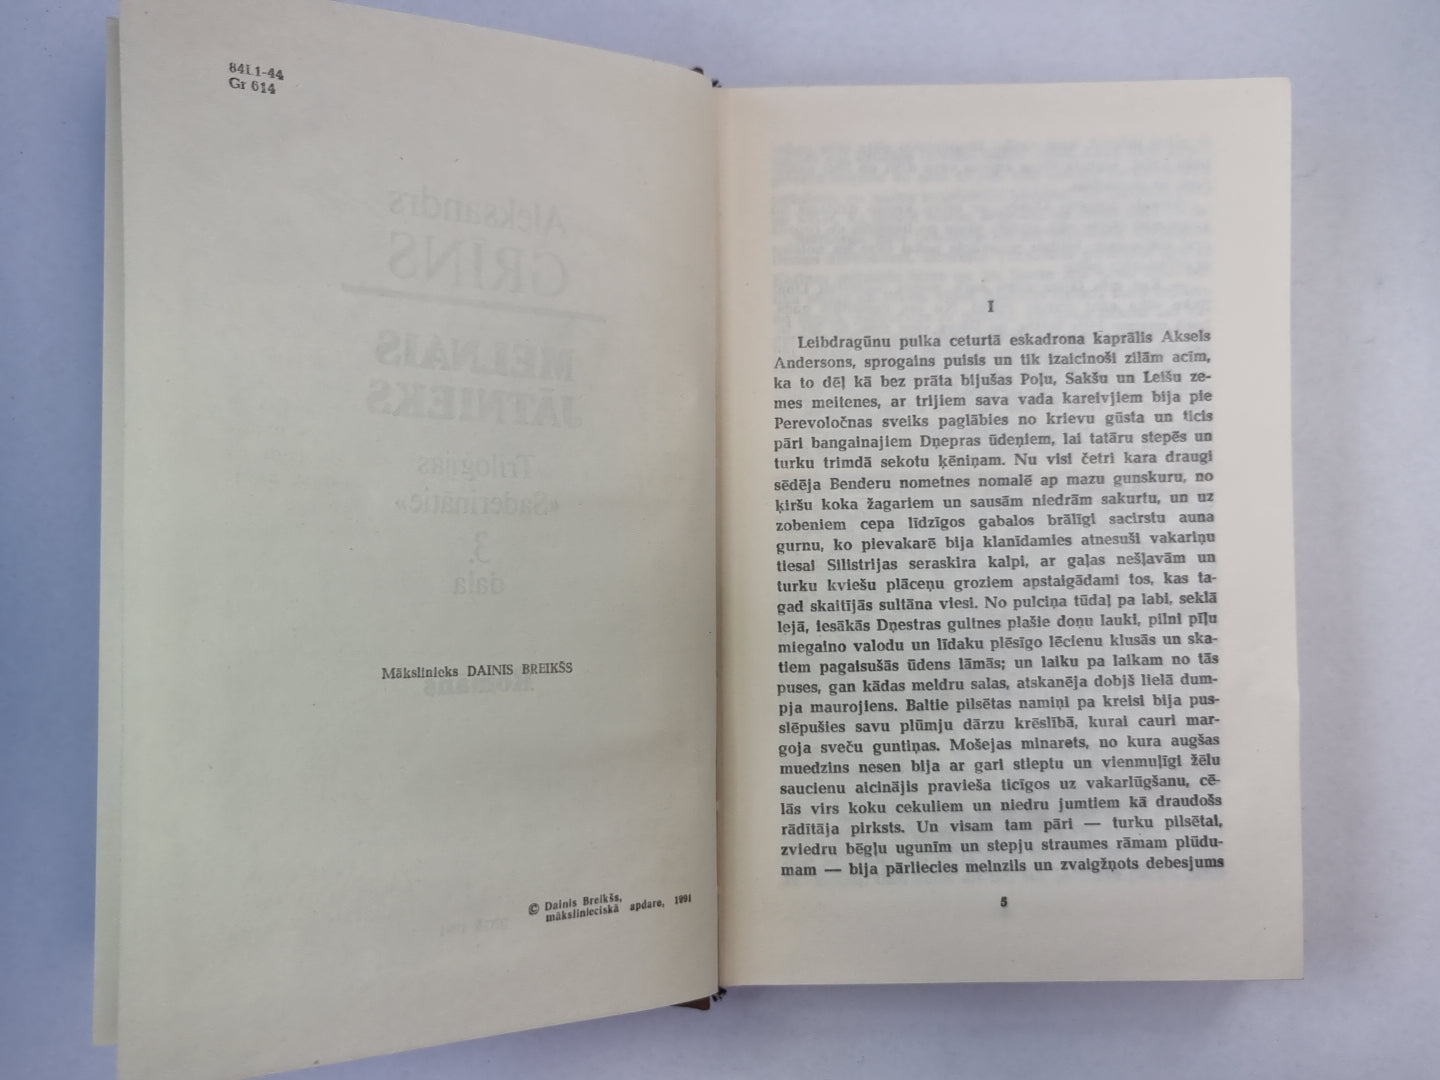 84L1-44
Gr 614
Aleksandrs
GRĪNS
MELNAIS
JĀTNIEKS
Triloģijas
«Saderinātie»
3.
daļa
Romāns
Mākslinieks DAINIS BREIKŠS
© Dainis Breikšs,
mākslinieciskā apdare, 1991
I
Leibdragūnu pulka ceturtā eskadrona kaprālis Aksels
Andersons, sprogains puisis un tik izaicinoši zilām acīm,
ka to dēļ kā bez prāta bijušas Poļu, Sakšu un Leišu ze-
mes meitenes, ar trijiem sava vada kareivjiem bija pie
Perevoločnas sveiks paglābies no krievu gūsta un ticis
pāri bangainajiem Dņepras ūdeņiem, lai tatāru stepēs un
turku trimdā sekotu ķēniņam. Nu visi četri kara draugi
sēdēja Benderu nometnes nomalē ap mazu gunskuru, no
ķiršu koka žagariem un sausām niedrām sakurtu, un uz
zobeniem cepa līdzīgos gabalos brālīgi sacirstu auna
gurnu, ko pievakarē bija klanīdamies atnesuši vakariņu
tiesai Silistrijas seraskira kalpi, ar gaļas nešļavām un
turku kviešu plāceņu groziem apstaigādami tos, kas ta-
gad skaitījās sultāna viesi. No pulciņa tūdaļ pa labi, seklā
lejā, iesākās Dņestras gultnes plašie doņu lauki, pilni pīļu
miegaino valodu un līdaku plēsīgo lēcienu klusās un ska-
tiem pagaisušās ūdens lāmās; un laiku pa laikam no tās
puses, gan kādas meldru salas, atskanēja dobjš lielā dum-
pja maurojiens. Baltie pilsētas namiņi pa kreisi bija pus-
slēpušies savu plūmju dārzu krēslībā, kurai cauri mar-
goja sveču guntiņas. Mošejas minarets, no kura augšas
muedzins nesen bija ar gari stieptu un vienmuļīgi žēlu
saucienu aicinājis pravieša ticīgos uz vakarlūgšanu, cē-
lās virs koku cekuliem un niedru jumtiem kā draudošs
rādītāja pirksts. Un visam tam pāri — turku pilsētai,
zviedru bēgļu ugunīm un stepju straumes rāmam plūdu-
mam — bija pārliecies melnzils un zvaigžņots debesjums
5